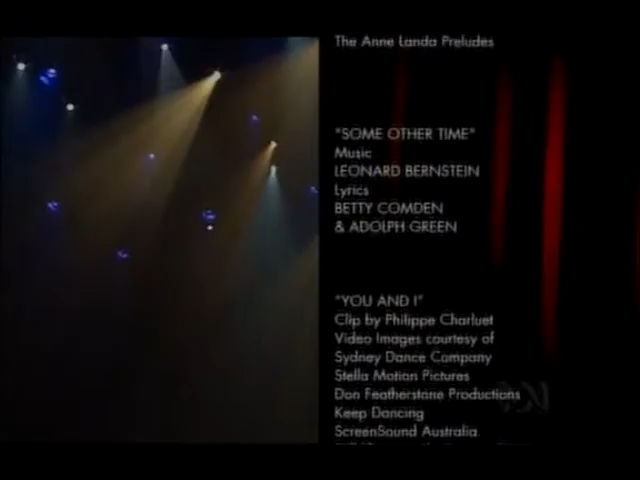 The Anne Landa Preludes
"SOME OTHER TIME"
Music
LEONARD BERNSTEIN
Lyrics
BETTY COMDEN
& ADOLPH GREEN
"YOU AND I"
Clip by Philippe Charluet
Video Images courtesy of
Sydney Dance Company
Stella Motion Pictures
Don Featherstone Productions
Keep Dancing
ScreenSound Australia